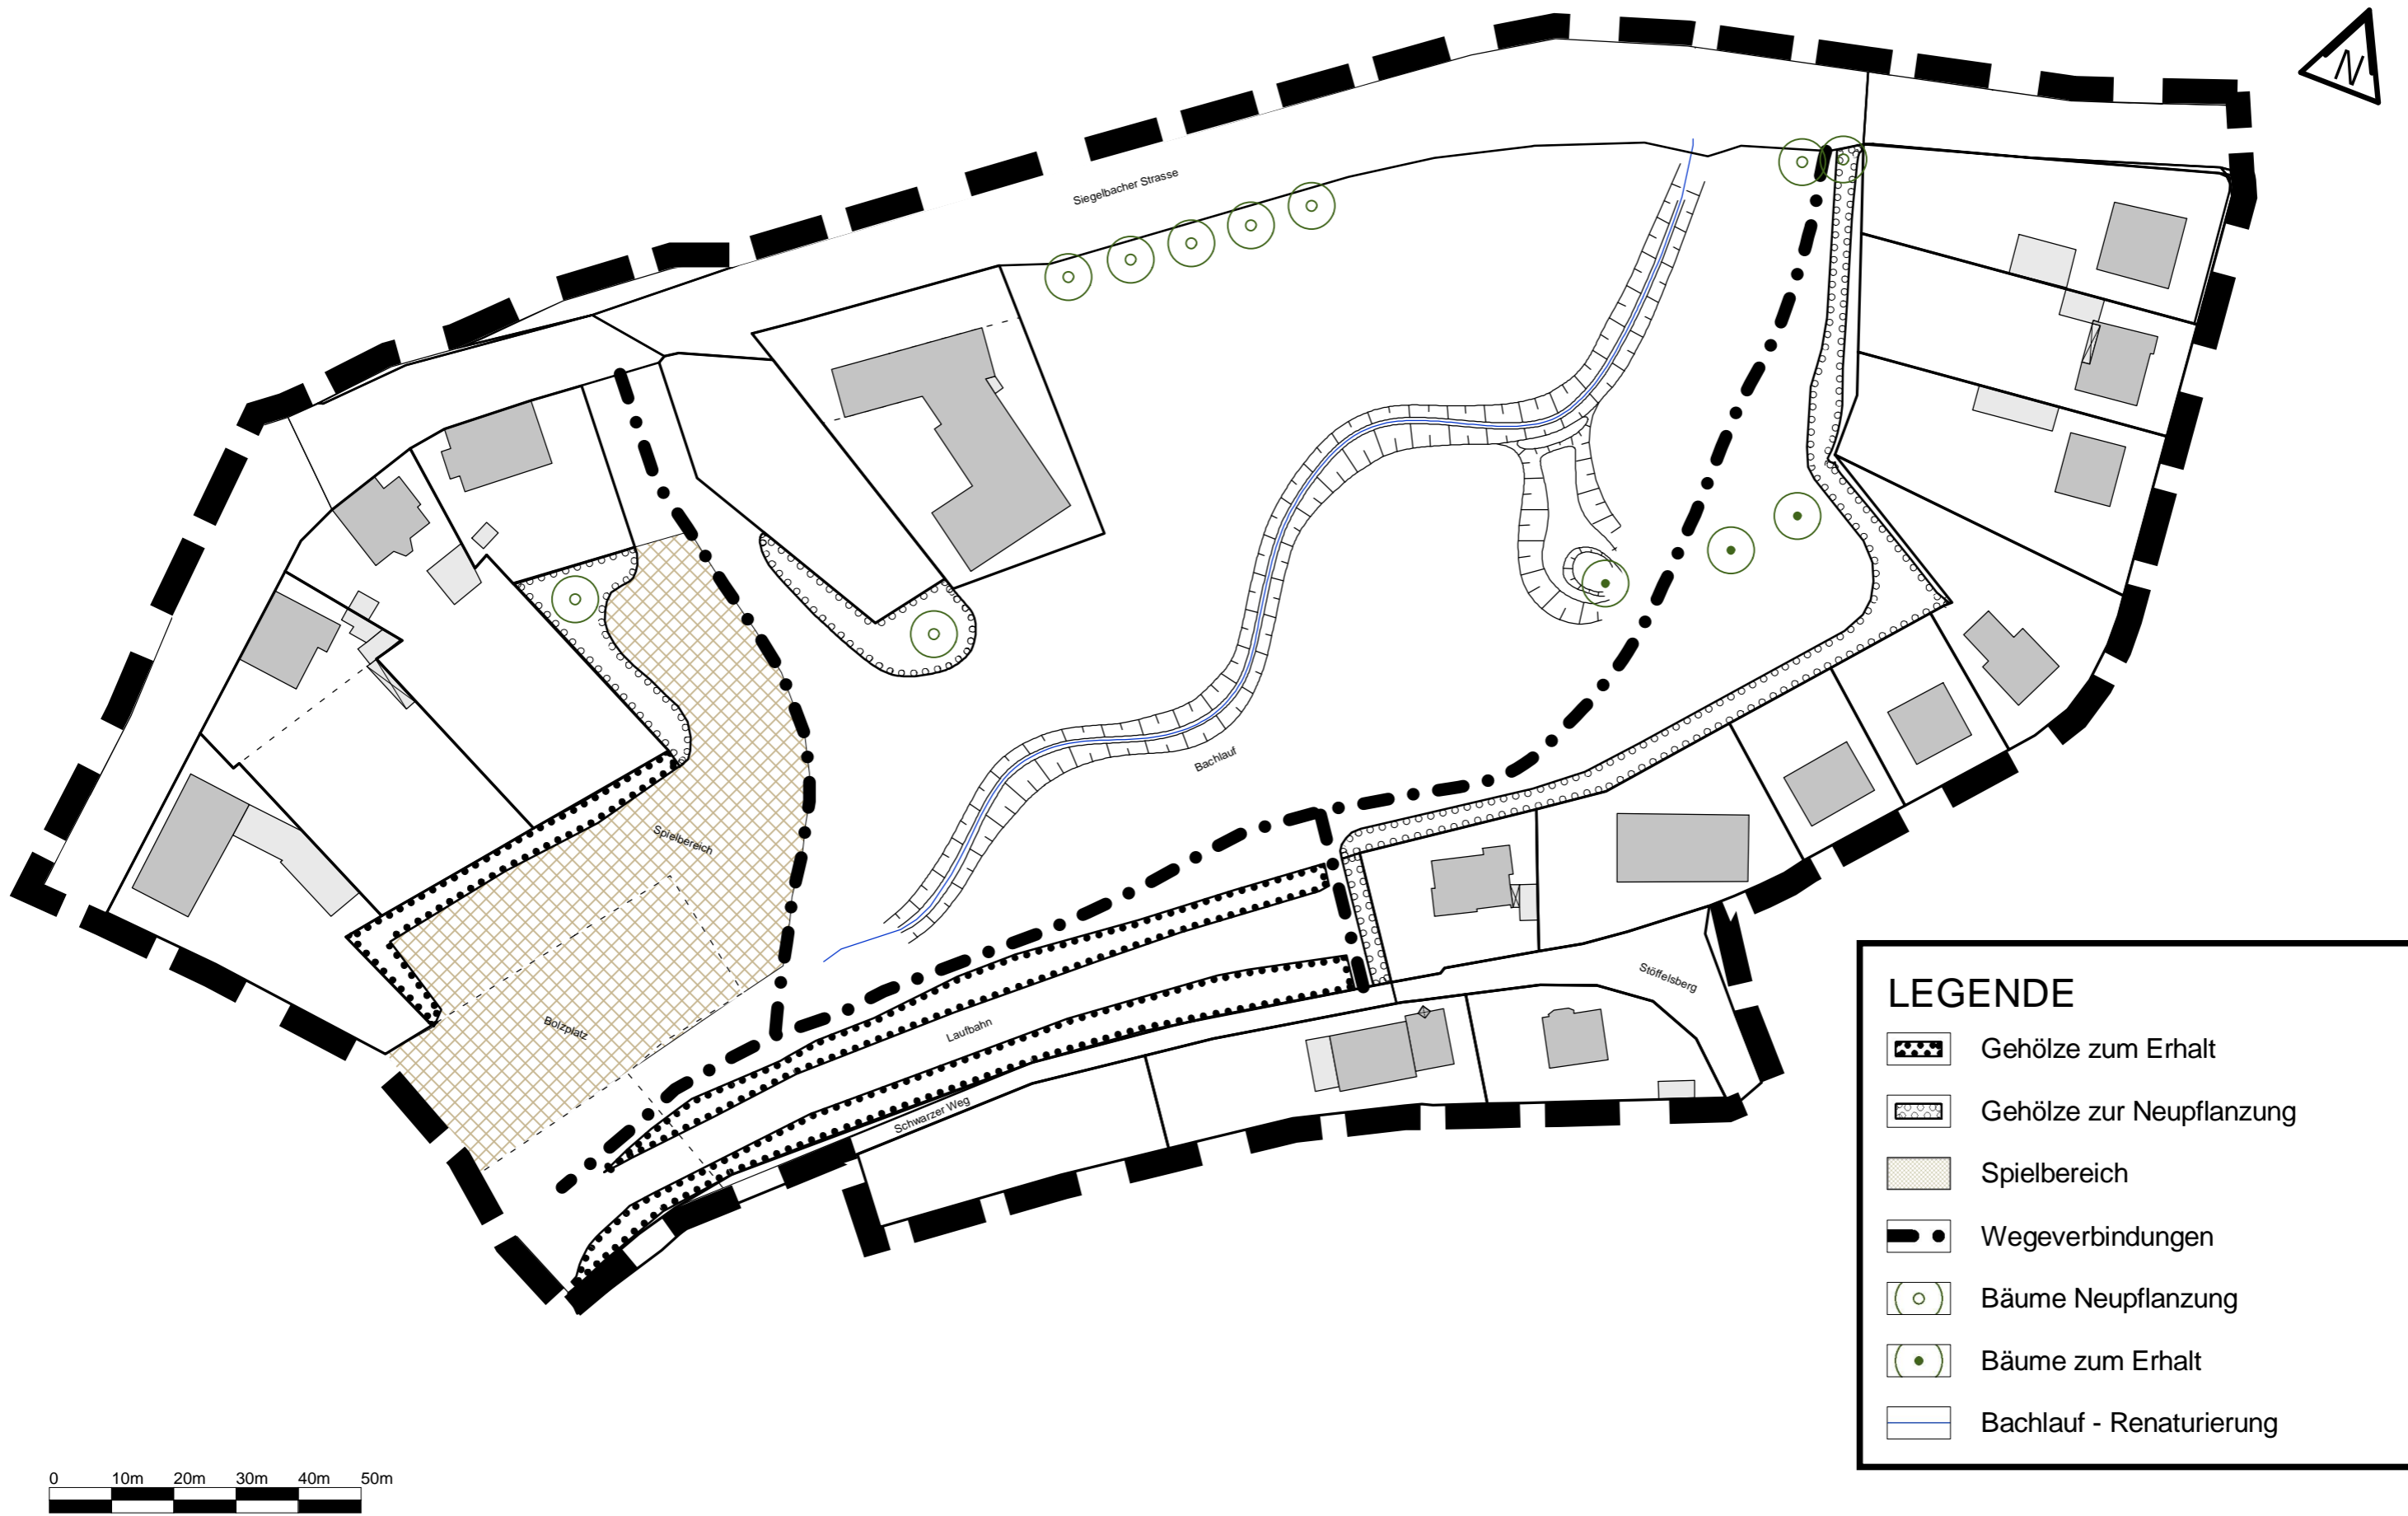 N
Siegelbacher Strasse
Bachlauf
Spielbereich
Bolzplatz
Laufbahn
Stöffelsberg
Schwarzer Weg
LEGENDE
Gehölze zum Erhalt
Gehölze zur Neupflanzung
Spielbereich
Wegeverbindungen
Bäume Neupflanzung
Bäume zum Erhalt
Bachlauf - Renaturierung
0 10m 20m 30m 40m 50m